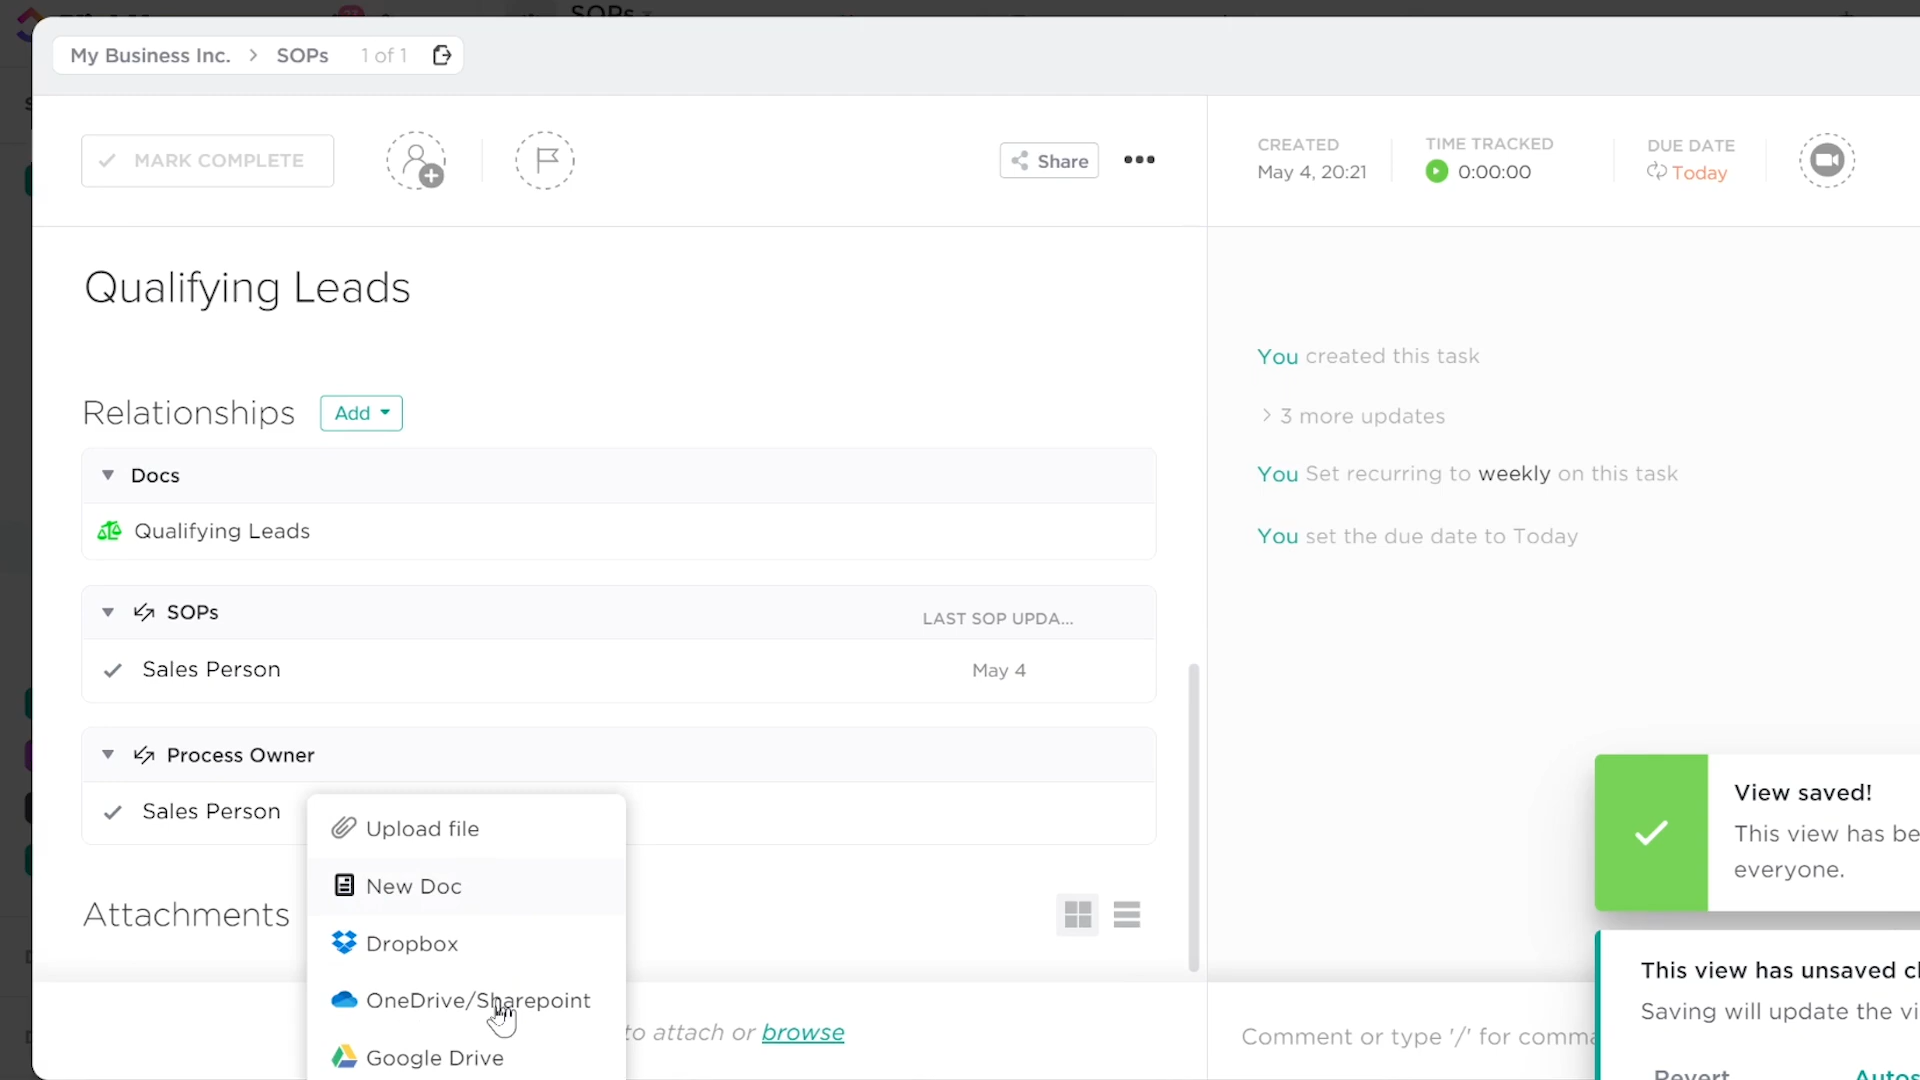 SOPs
My Business Inc. > SOPs 1 of 1
MARK COMPLETE
Share
CREATED
May 4, 20:21
TIME TRACKED
0:00:00
DUE DATE
Today
Qualifying Leads
Relationships Add
Docs
Qualifying Leads
SOPs LAST SOP UPDA...
Sales Person May 4
Process Owner
Sales Person
Attachments
Upload file
New Doc
Dropbox
OneDrive/Sharepoint
Google Drive
to attach or browse
You created this task
> 3 more updates
You Set recurring to weekly on this task
You set the due date to Today
Comment or type '/' for comma
View saved!
This view has be
everyone.
This view has unsaved c
Saving will update the vi
Revert Autos